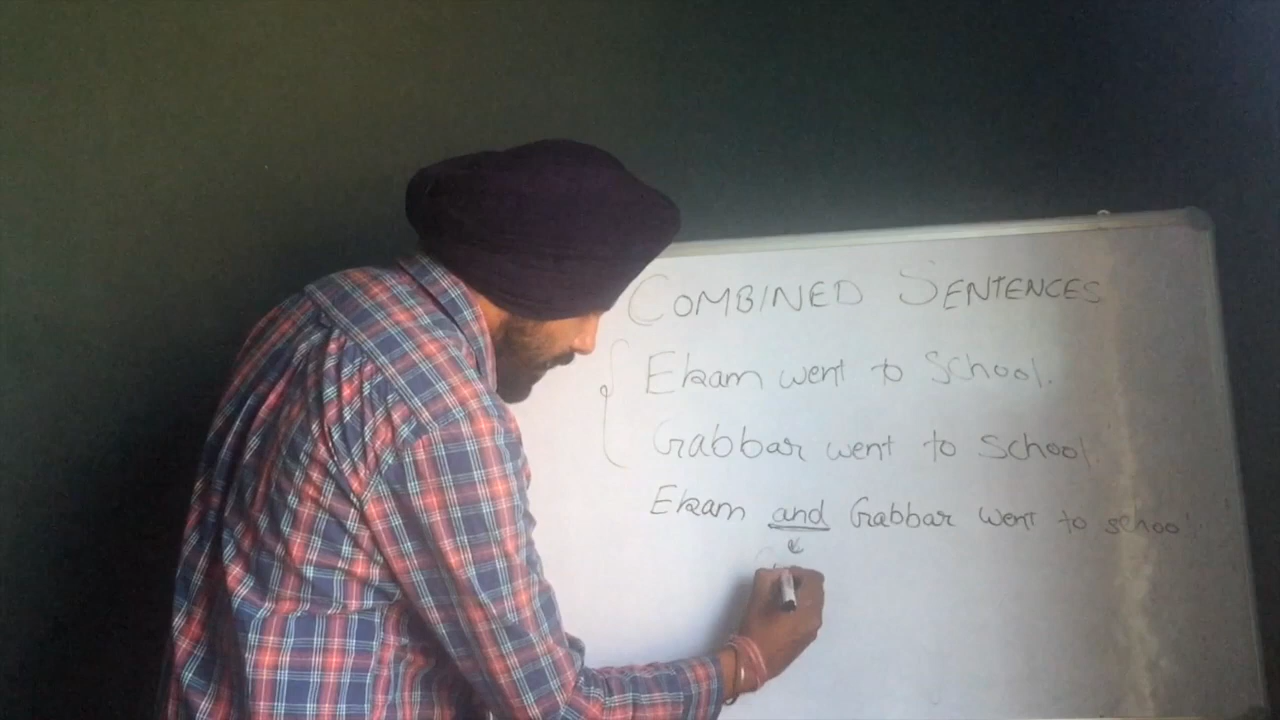 COMBINED SENTENCES
Ekam went to School.
Gabbar went to School.
Ekam and Gabbar went to school.